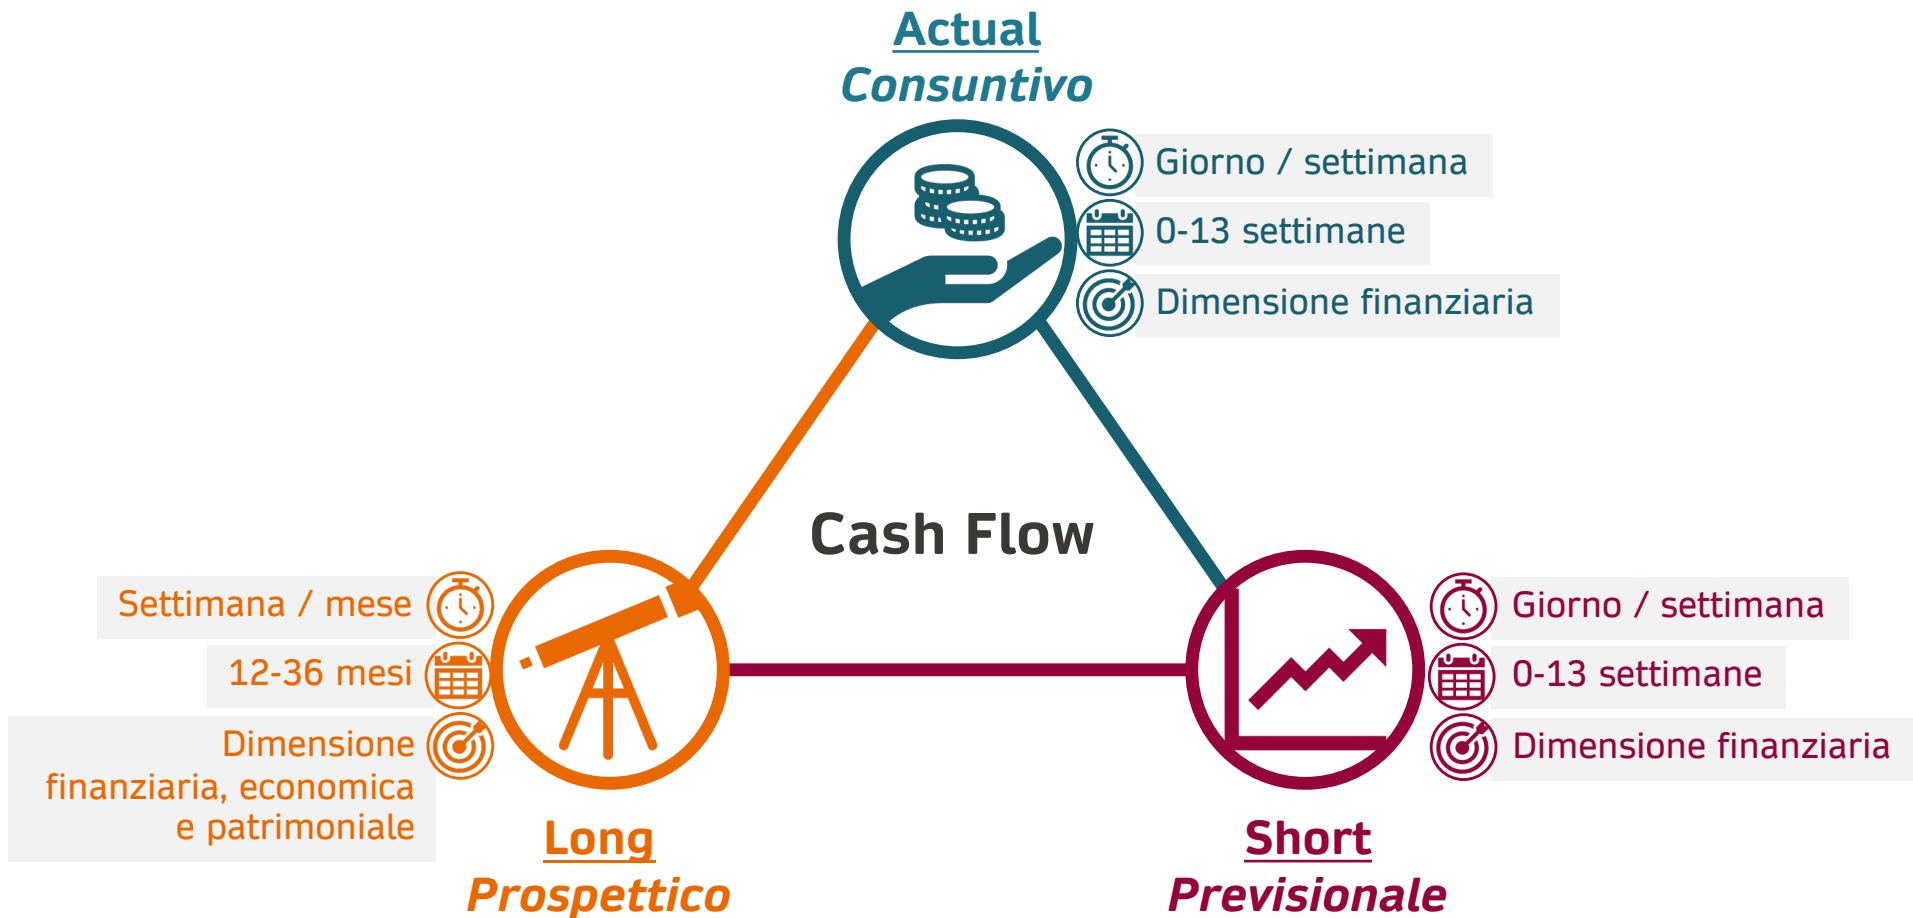 Actual
Consuntivo
Giorno / settimana
0-13 settimane
Dimensione finanziaria
Cash Flow
Settimana / mese
12-36 mesi
Dimensione
finanziaria, economica
e patrimoniale
Long
Prospettico
Giorno / settimana
0-13 settimane
Dimensione finanziaria
Short
Previsionale